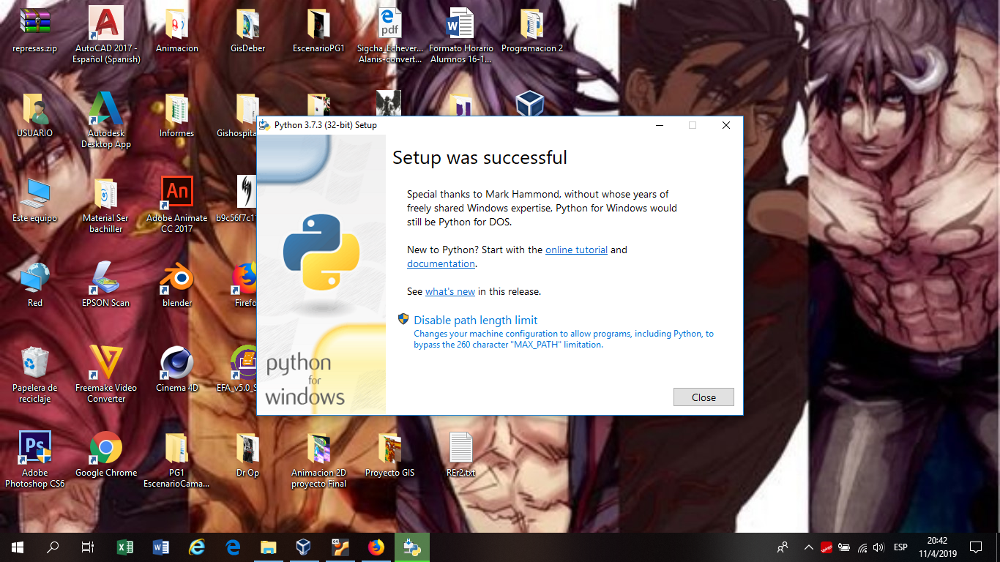 represas.zip
AutoCAD 2017 -
Español (Spanish)
Animacion
GisDeber
EscenarioPG1
Sigcha_Echever...
Alanis-convert...
Formato Horario
Alumnos 16-1...
Programacion 2
USUARIO
Autodesk
Desktop App
Informes
Gishospita
Este equipo
Material Ser
bachiller
Adobe Animate
CC 2017
b9c56f7c1
Red
EPSON Scan
blender
Firefo
Papelera de
reciclaje
Freemake Video
Converter
Cinema 4D
EFA_v5.0_S
Adobe
Photoshop CS6
Google Chrome
PG1
EscenarioCama...
Dr Op
Animacion 2D
proyecto Final
Proyecto GIS
REr2.txt
Python 3.7.3 (32-bit) Setup
Setup was successful
Special thanks to Mark Hammond, without whose years of
freely shared Windows expertise, Python for Windows would
still be Python for DOS.
New to Python? Start with the online tutorial and
documentation.
See what's new in this release.
Disable path length limit
Changes your machine configuration to allow programs, including Python, to
bypass the 260 character "MAX_PATH" limitation.
python
for
windows
Close
ESP
20:42
11/4/2019